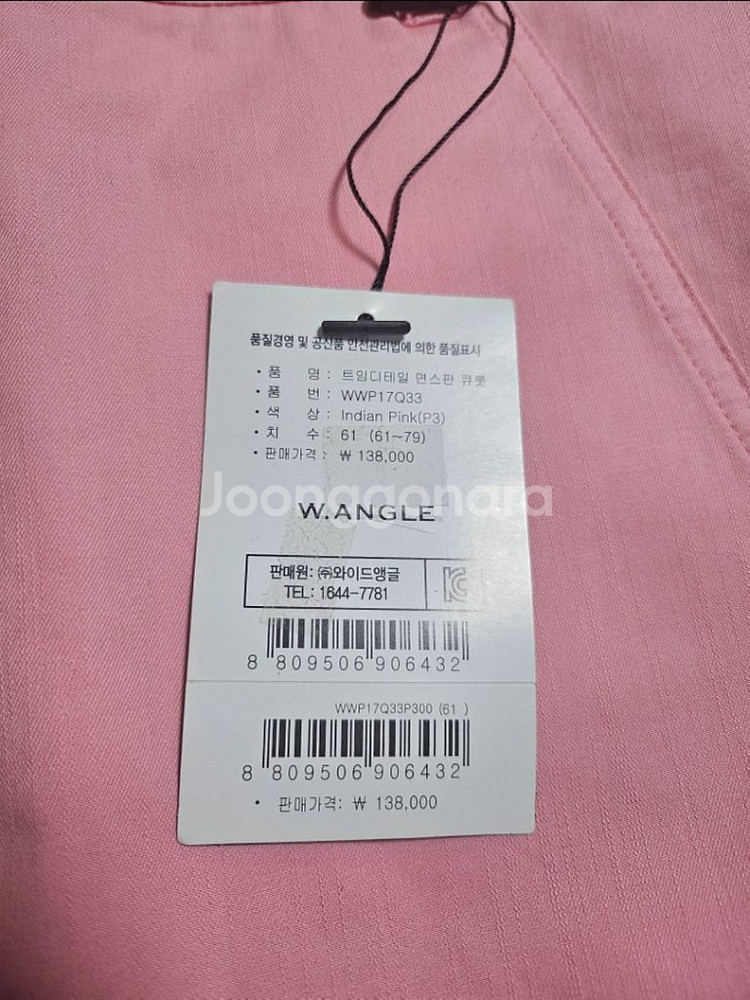 품질경영 및 공산품 안전관리법에 의한 품질표시
• 품 명 : 트임디테일 면스판 큐롯
• 품 번 : WWP17Q33
• 색 상 : Indian Pink(P3)
• 치 수 : 61 (61~79)
• 판매가격 : ₩ 138,000
Joonggonara
W.ANGLE
판매원: ㈜와이드앵글
TEL: 1644-7781
8 809506 906432
WWP17Q33P300 (61 )
8 809506 906432
• 판매가격: ₩ 138,000